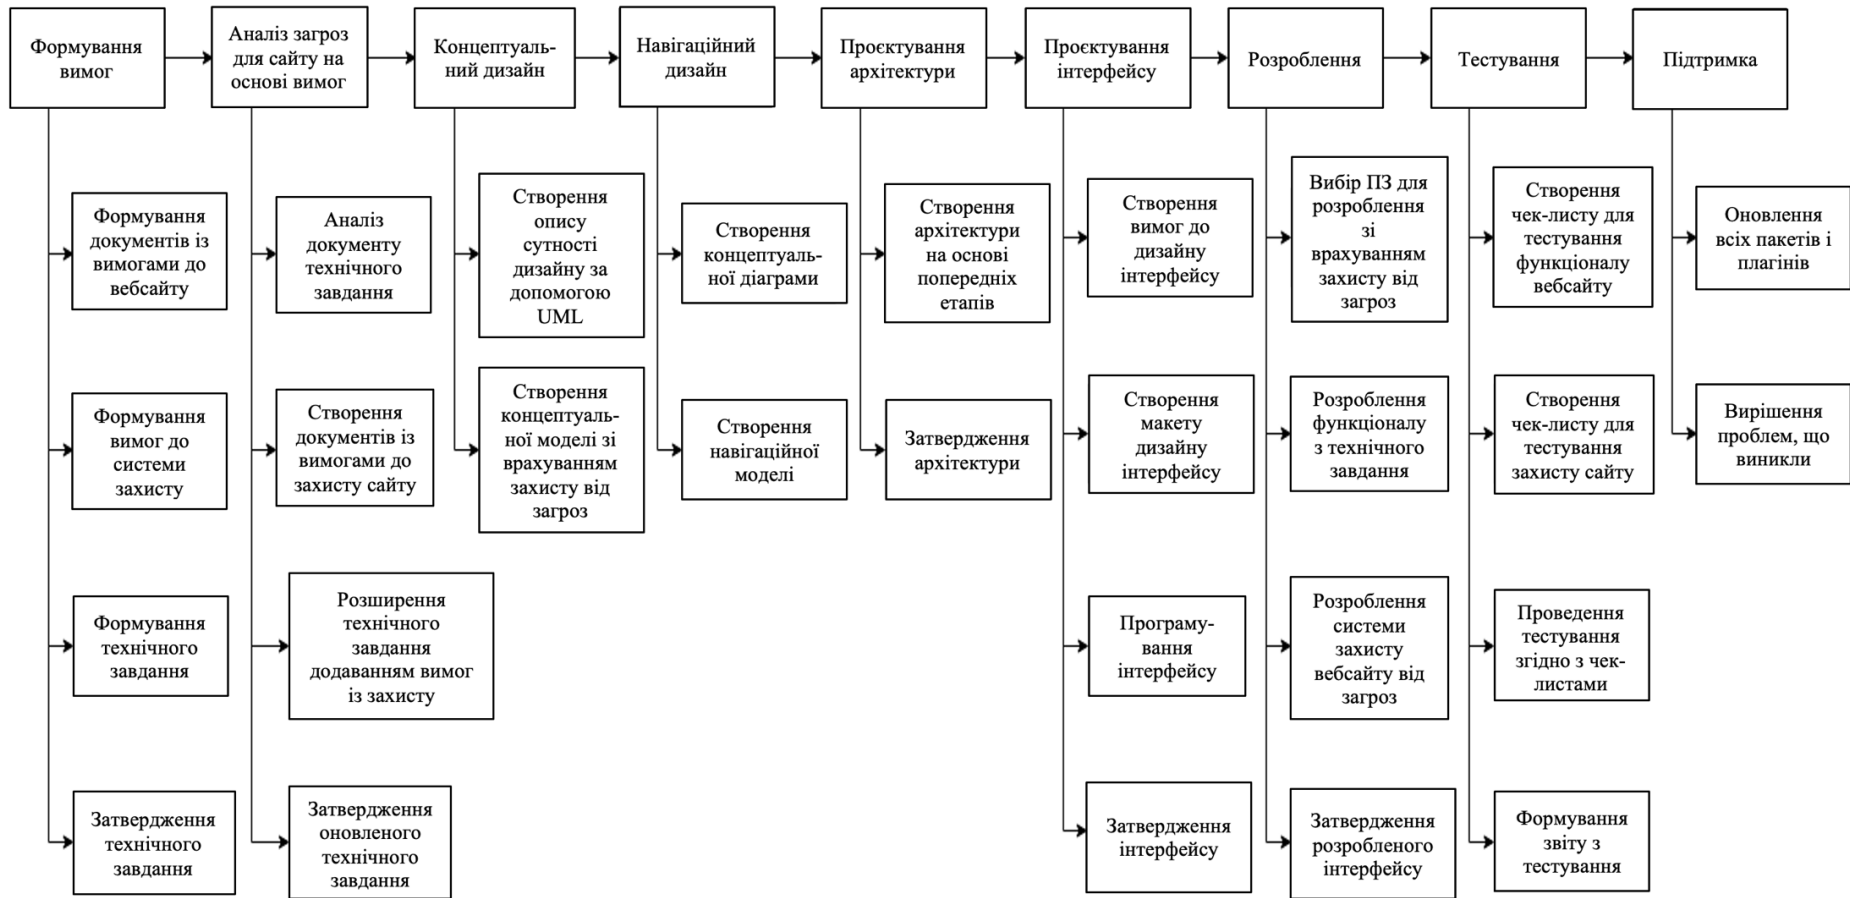 Формування
вимог
Аналіз загроз
для сайту на
основі вимог
Концептуаль-
ний дизайн
Навігаційний
дизайн
Проєктування
архітектури
Проєктування
інтерфейсу
Розроблення
Тестування
Підтримка
Формування
документів із
вимогами до
вебсайту
Аналіз
документу
технічного
завдання
Створення
опису
сутності
дизайну за
допомогою
UML
Створення
концептуаль-
ної діаграми
Створення
архітектури
на основі
попередніх
етапів
Створення
вимог до
дизайну
інтерфейсу
Вибір ПЗ для
розроблення
зі
врахуванням
захисту від
загроз
Створення
чек-листу для
тестування
функціоналу
вебсайту
Оновлення
всіх пакетів і
плагінів
Формування
вимог до
системи
захисту
Створення
документів із
вимогами до
захисту сайту
Створення
концептуаль-
ної моделі зі
врахуванням
захисту від
загроз
Створення
навігаційної
моделі
Затвердження
архітектури
Створення
макету
дизайну
інтерфейсу
Розроблення
функціоналу
з технічного
завдання
Створення
чек-листу для
тестування
захисту сайту
Вирішення
проблем, що
виникли
Формування
технічного
завдання
Розширення
технічного
завдання
додаванням вимог
із захисту
Програму-
вання
інтерфейсу
Розроблення
системи
захисту
вебсайту від
загроз
Проведення
тестування
згідно з чек-
листами
Затвердження
технічного
завдання
Затвердження
оновленого
технічного
завдання
Затвердження
інтерфейсу
Затвердження
розробленого
інтерфейсу
Формування
звіту з
тестування